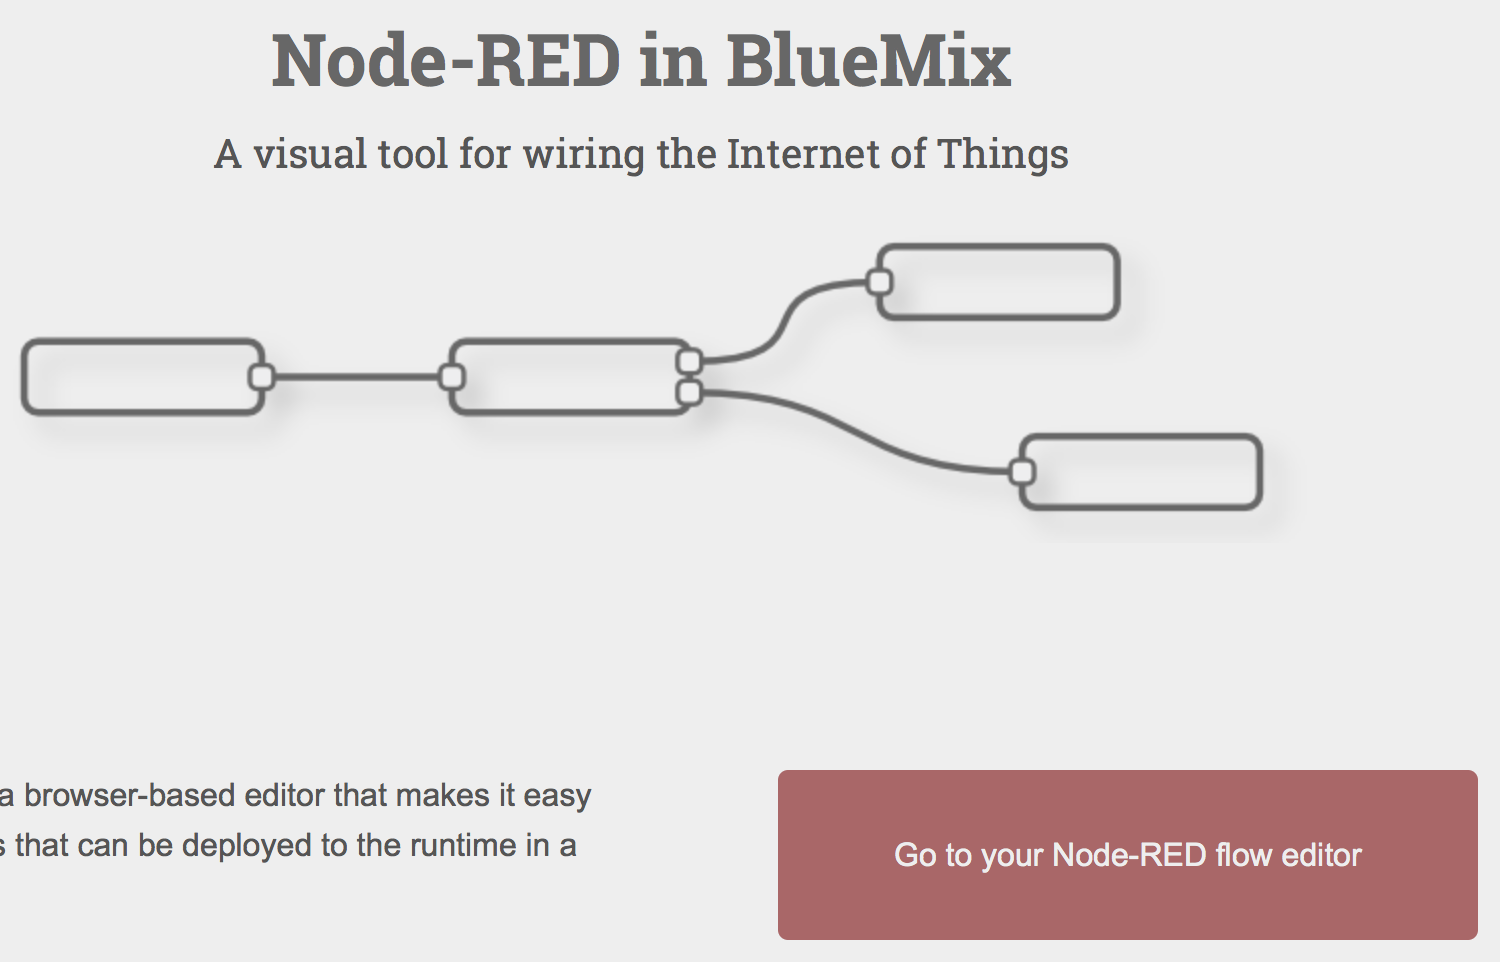 Node-RED in BlueMix
A visual tool for wiring the Internet of Things
a browser-based editor that makes it easy
s that can be deployed to the runtime in a
Go to your Node-RED flow editor